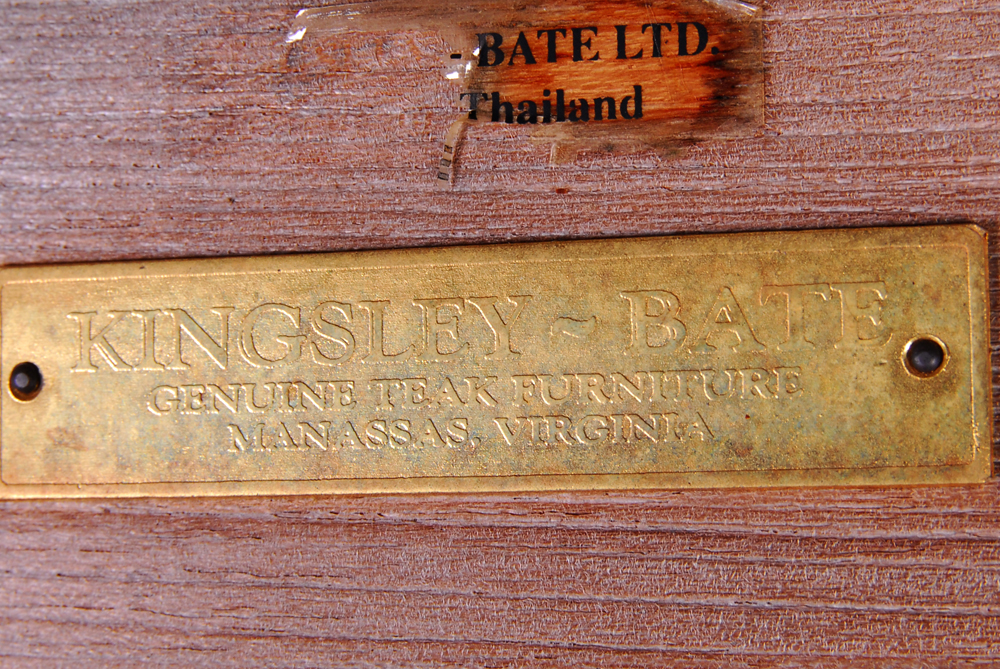 - BATE LTD.
Thailand
KINGSLEY ~ BATE
GENUINE TEAK FURNITURE
MANASSAS, VIRGINIA